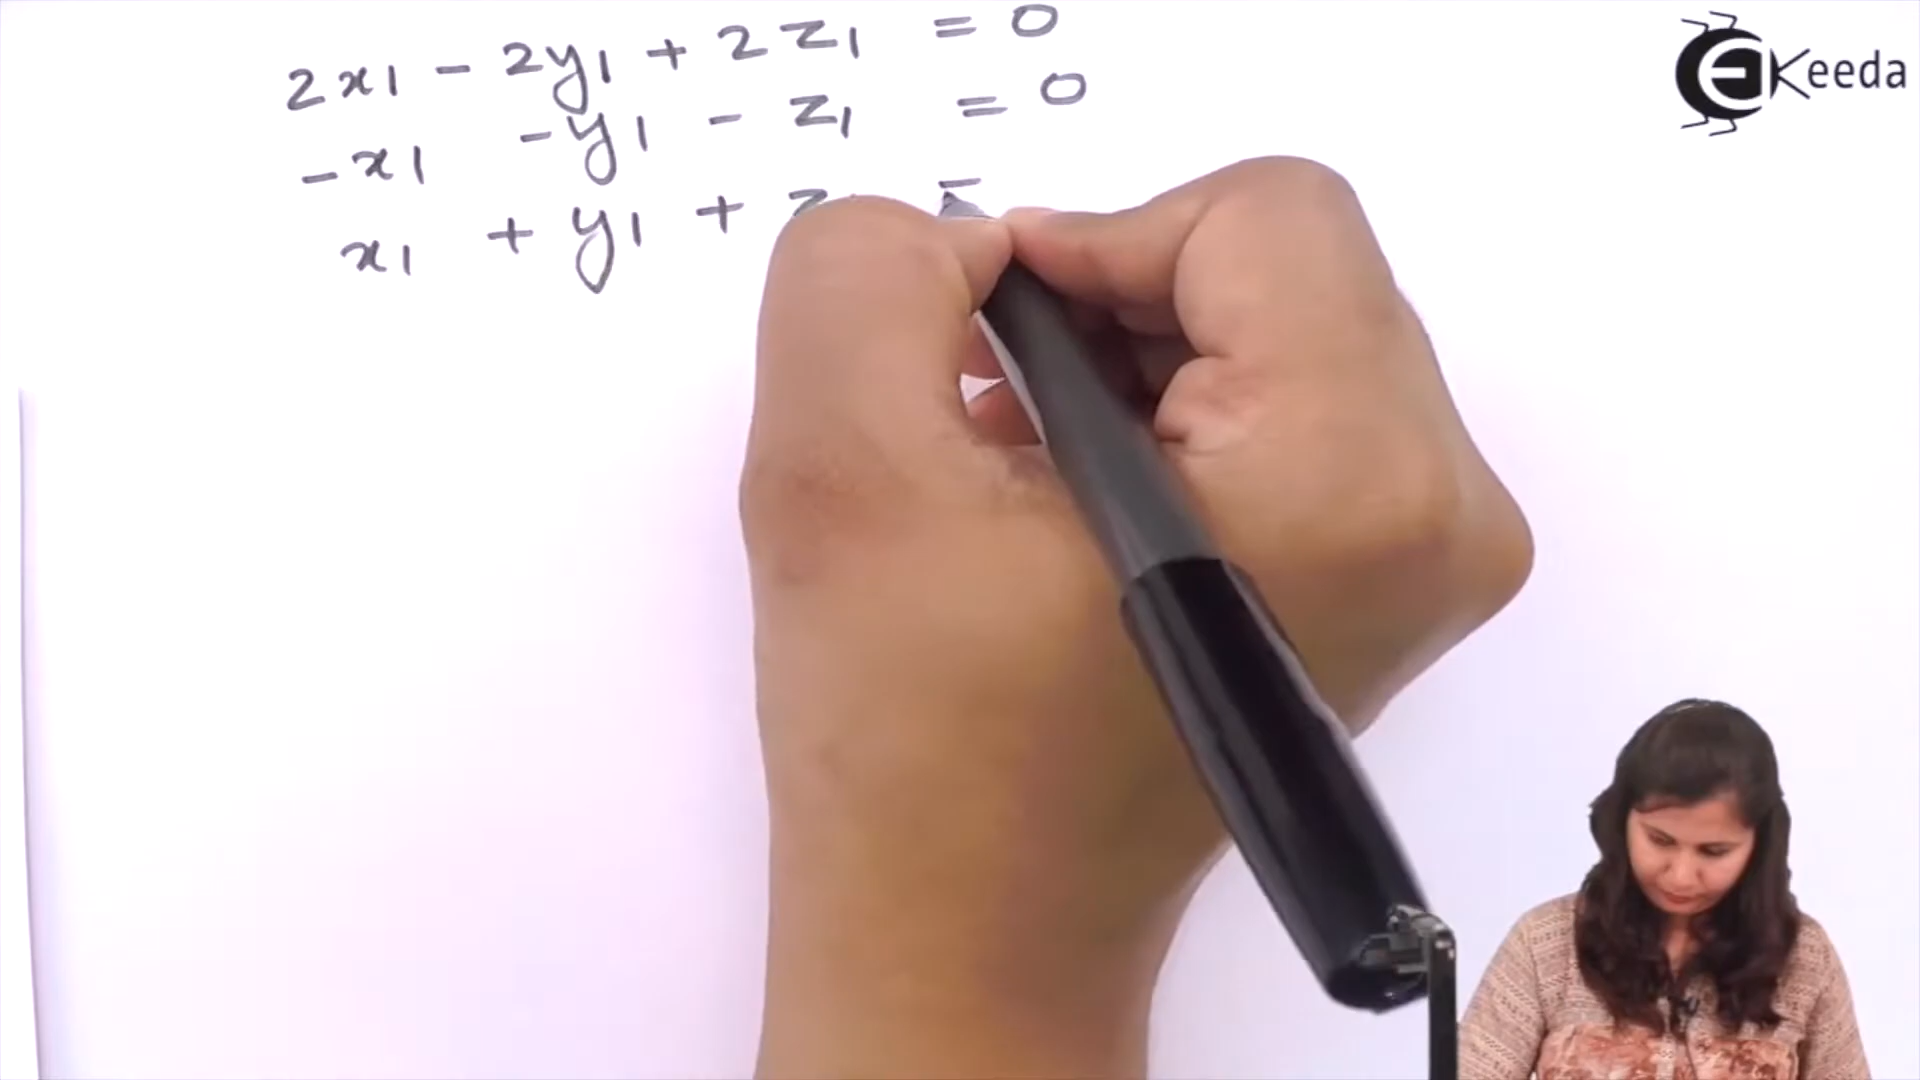 2x₁ - 2y₁ + 2z₁ = 0
-x₁ - y₁ - z₁ = 0
x₁ + y₁ + z =
EKeeda